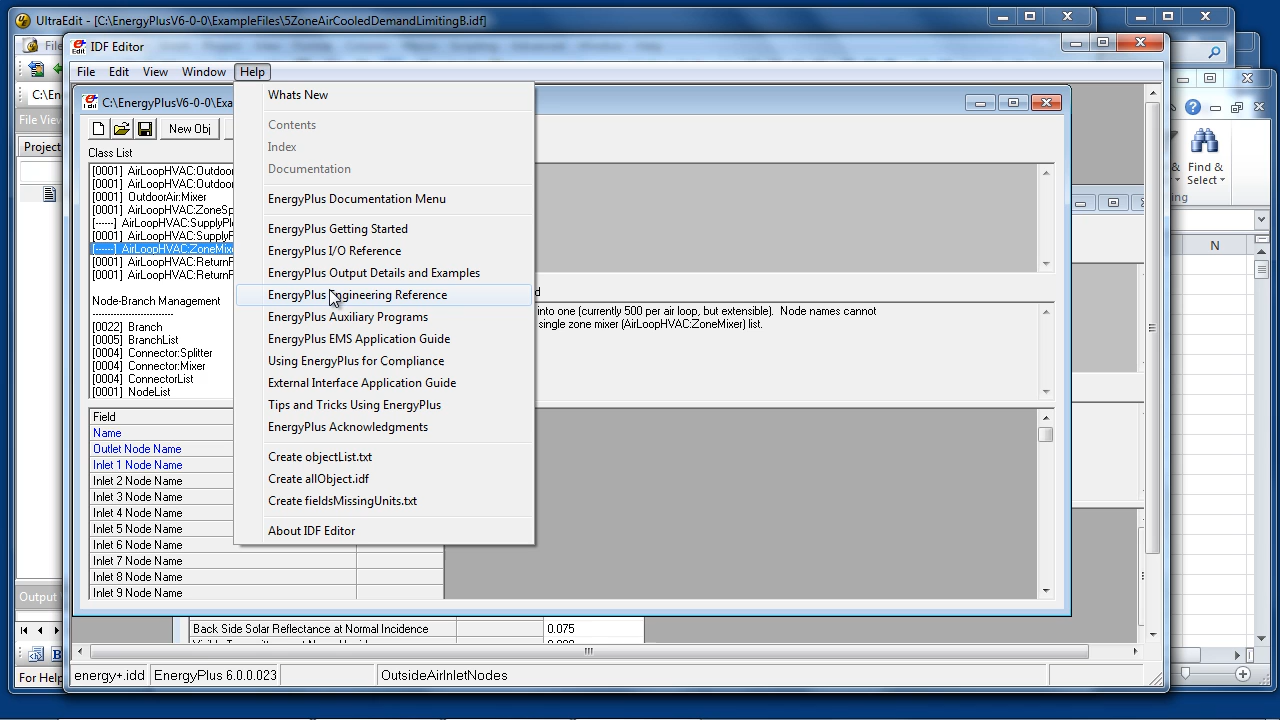 UltraEdit - [C:\EnergyPlusV6-0-0\ExampleFiles\5ZoneAirCooledDemandLimitingB.idf]
IDF Editor
File Edit View Window Help
C:\EnergyPlusV6-0-0\Exa
New Obj
Class List
[0001] AirLoopHVAC:Outdoor
[0001] AirLoopHVAC:Outdoor
[0001] OutdoorAir:Mixer
[0001] AirLoopHVAC:ZoneSp
[-----] AirLoopHVAC:SupplyPl
[0001] AirLoopHVAC:SupplyP
[-----] AirLoopHVAC:ZoneMixe
[0001] AirLoopHVAC:ReturnP
[0001] AirLoopHVAC:ReturnP
Node-Branch Management
----------------------------
[0022] Branch
[0005] BranchList
[0004] Connector:Splitter
[0004] Connector:Mixer
[0004] ConnectorList
[0001] NodeList
Field
Name
Outlet Node Name
Inlet 1 Node Name
Inlet 2 Node Name
Inlet 3 Node Name
Inlet 4 Node Name
Inlet 5 Node Name
Inlet 6 Node Name
Inlet 7 Node Name
Inlet 8 Node Name
Inlet 9 Node Name
Whats New
Contents
Index
Documentation
EnergyPlus Documentation Menu
EnergyPlus Getting Started
EnergyPlus I/O Reference
EnergyPlus Output Details and Examples
EnergyPlus Engineering Reference
EnergyPlus Auxiliary Programs
EnergyPlus EMS Application Guide
Using EnergyPlus for Compliance
External Interface Application Guide
Tips and Tricks Using EnergyPlus
EnergyPlus Acknowledgments
Create objectList.txt
Create allObject.idf
Create fieldsMissingUnits.txt
About IDF Editor
into one (currently 500 per air loop, but extensible). Node names cannot
single zone mixer (AirLoopHVAC:ZoneMixer) list.
Back Side Solar Reflectance at Normal Incidence 0.075
energy+.idd EnergyPlus 6.0.0.023 OutsideAirInletNodes
File
C:\En
File View
Project
Output
For Help
Find &
Select
N